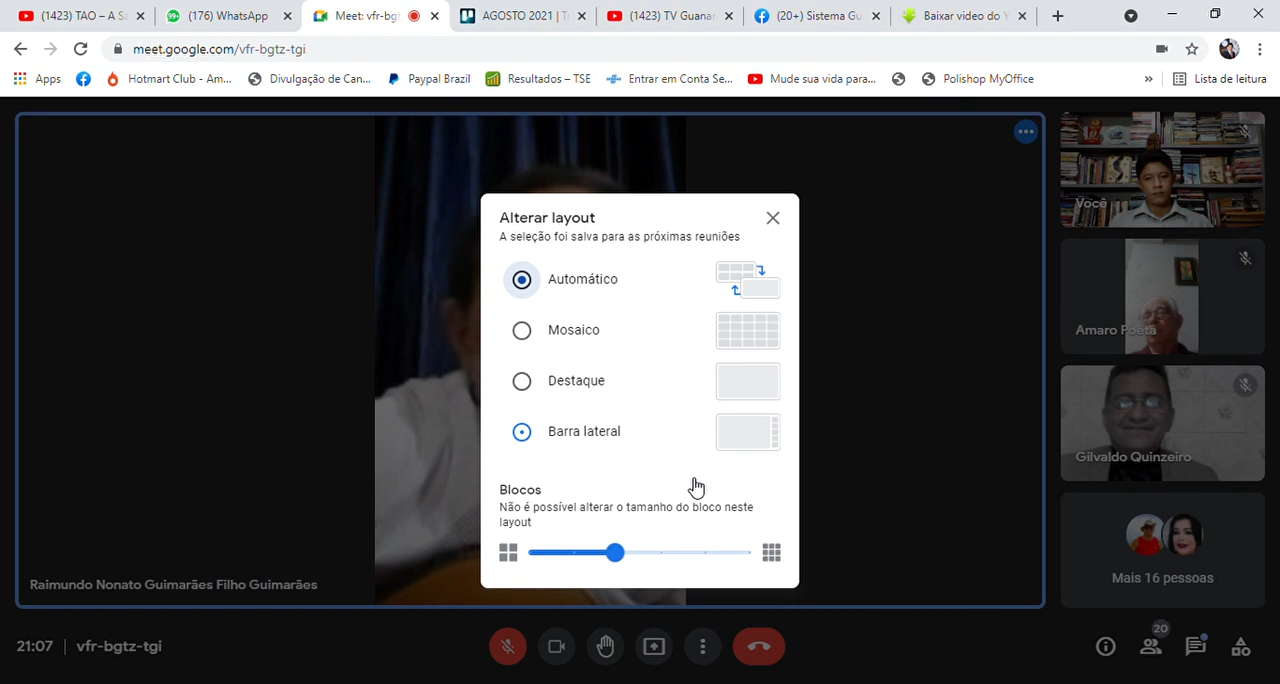 (1423) TAO – A Sa
(176) WhatsApp
Meet: vfr-bgt
AGOSTO 2021 | T
(1423) TV Guanar
(20+) Sistema Gu
Baixar video do Y
meet.google.com/vfr-bgtz-tgi
Apps
Hotmart Club - Am...
Divulgação de Can...
Paypal Brazil
Resultados – TSE
Entrar em Conta Se...
Mude sua vida para...
Polishop MyOffice
»
Lista de leitura
Alterar layout
A seleção foi salva para as próximas reuniões
Automático
Mosaico
Destaque
Barra lateral
Blocos
Não é possível alterar o tamanho do bloco neste
layout
Você
Amaro Poeta
Gilvaldo Quinzeiro
Mais 16 pessoas
Raimundo Nonato Guimarães Filho Guimarães
21:07 | vfr-bgtz-tgi
20